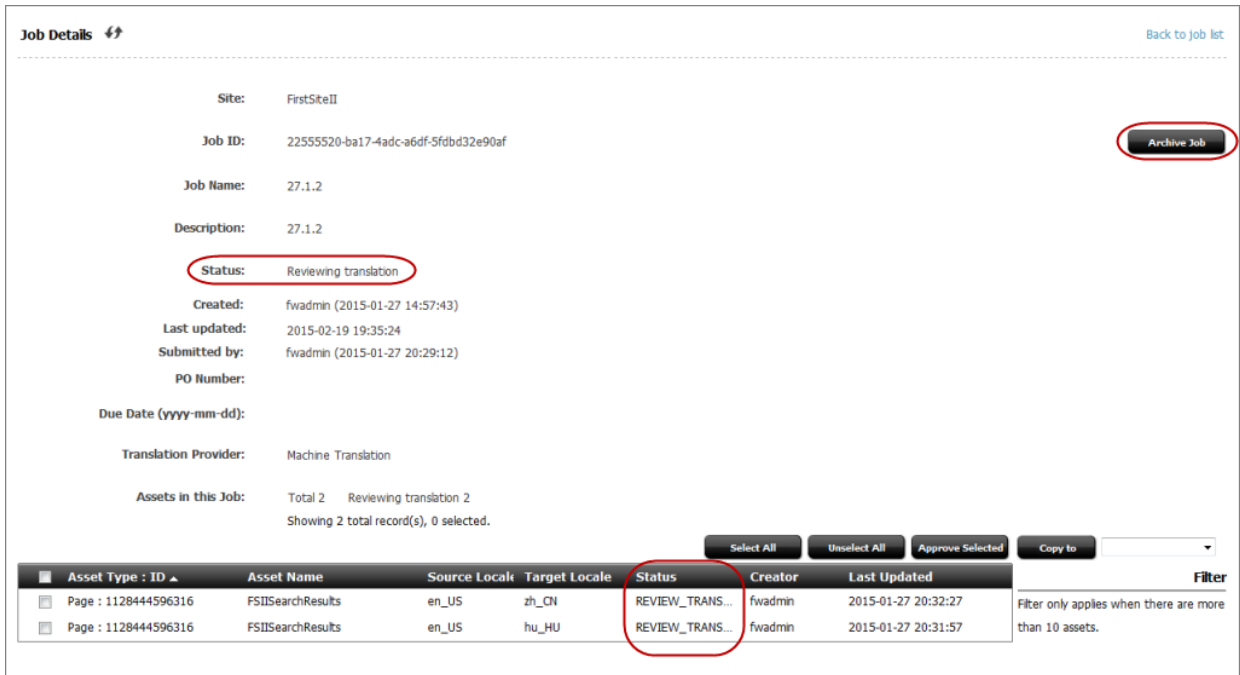 Job Details
Back to job list
Site: FirstSiteII
Job ID: 22555520-ba17-4adc-a6df-5fdbd32e90af
Archive Job
Job Name: 27.1.2
Description: 27.1.2
Status: Reviewing translation
Created: fwadmin (2015-01-27 14:57:43)
Last updated: 2015-02-19 19:35:24
Submitted by: fwadmin (2015-01-27 20:29:12)
PO Number:
Due Date (yyyy-mm-dd):
Translation Provider: Machine Translation
Assets in this Job: Total 2 Reviewing translation 2
Showing 2 total record(s), 0 selected.
Select All Unselect All Approve Selected Copy to
Asset Type : ID Asset Name Source Locale Target Locale Status Creator Last Updated Filter
Page : 1128444596316 FSIISearchResults en_US zh_CN REVIEW_TRANS... fwadmin 2015-01-27 20:32:27
Page : 1128444596316 FSIISearchResults en_US hu_HU REVIEW_TRANS... fwadmin 2015-01-27 20:31:57
Filter only applies when there are more
than 10 assets.